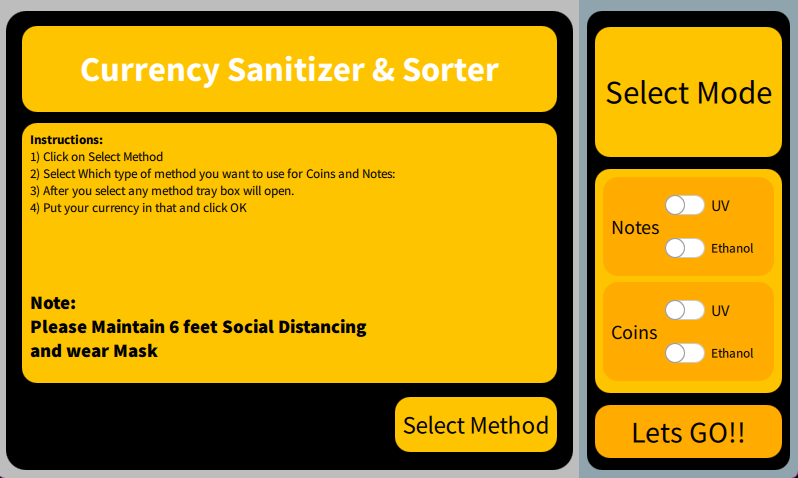 Currency Sanitizer & Sorter
Instructions:
1) Click on Select Method
2) Select Which type of method you want to use for Coins and Notes:
3) After you select any method tray box will open.
4) Put your currency in that and click OK
Note:
Please Maintain 6 feet Social Distancing
and wear Mask
Select Method
Select Mode
Notes
UV
Ethanol
Coins
UV
Ethanol
Lets GO!!